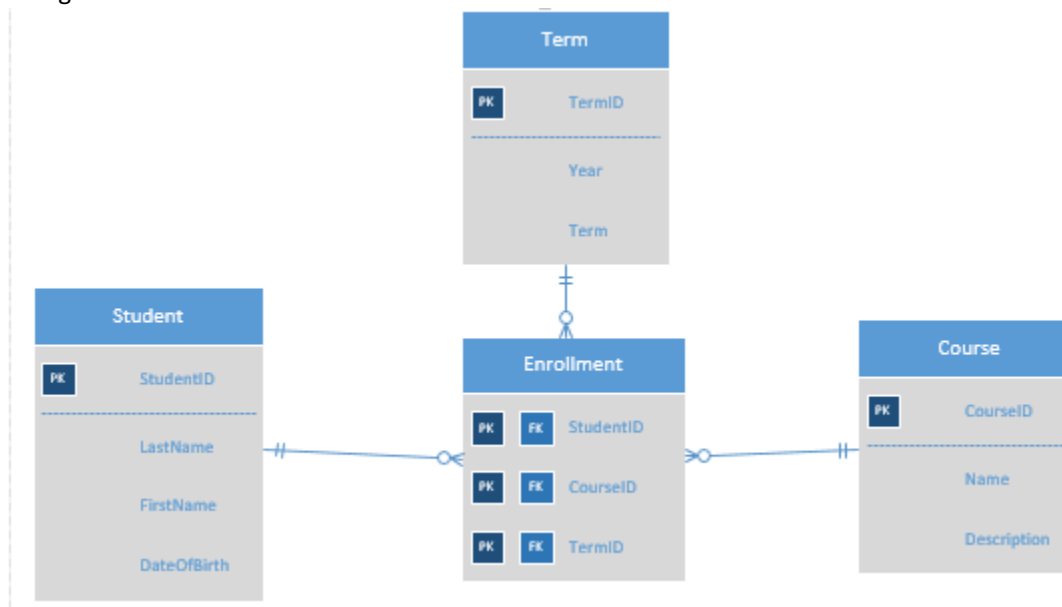 Term
PK TermID
Year
Term
Student
PK StudentID
LastName
FirstName
DateOfBirth
Enrollment
PK FK StudentID
PK FK CourseID
PK FK TermID
Course
PK CourseID
Name
Description